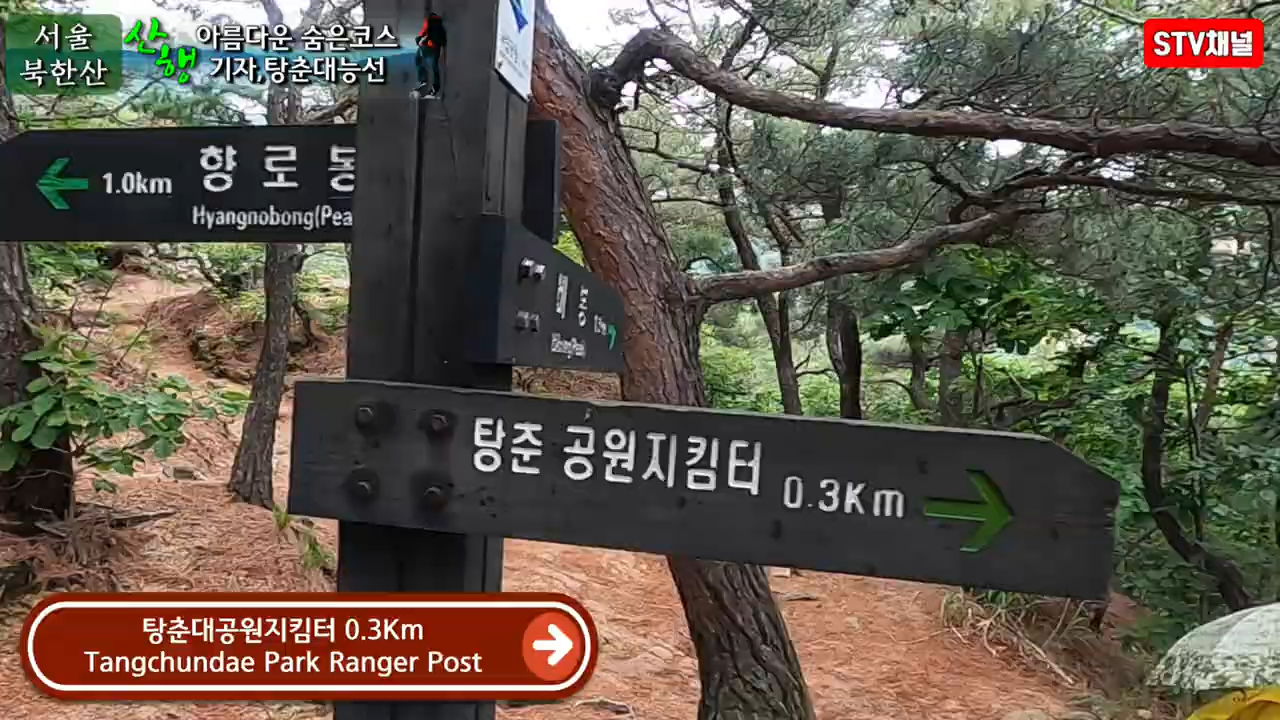 서울
북한산
산행
아름다운 숨은코스
기자,탕춘대능선
STV채널
1.0km 향로봉
Hyangnobong(Pea
탕춘 공원지킴터 0.3Km
탕춘대공원지킴터 0.3Km
Tangchundae Park Ranger Post